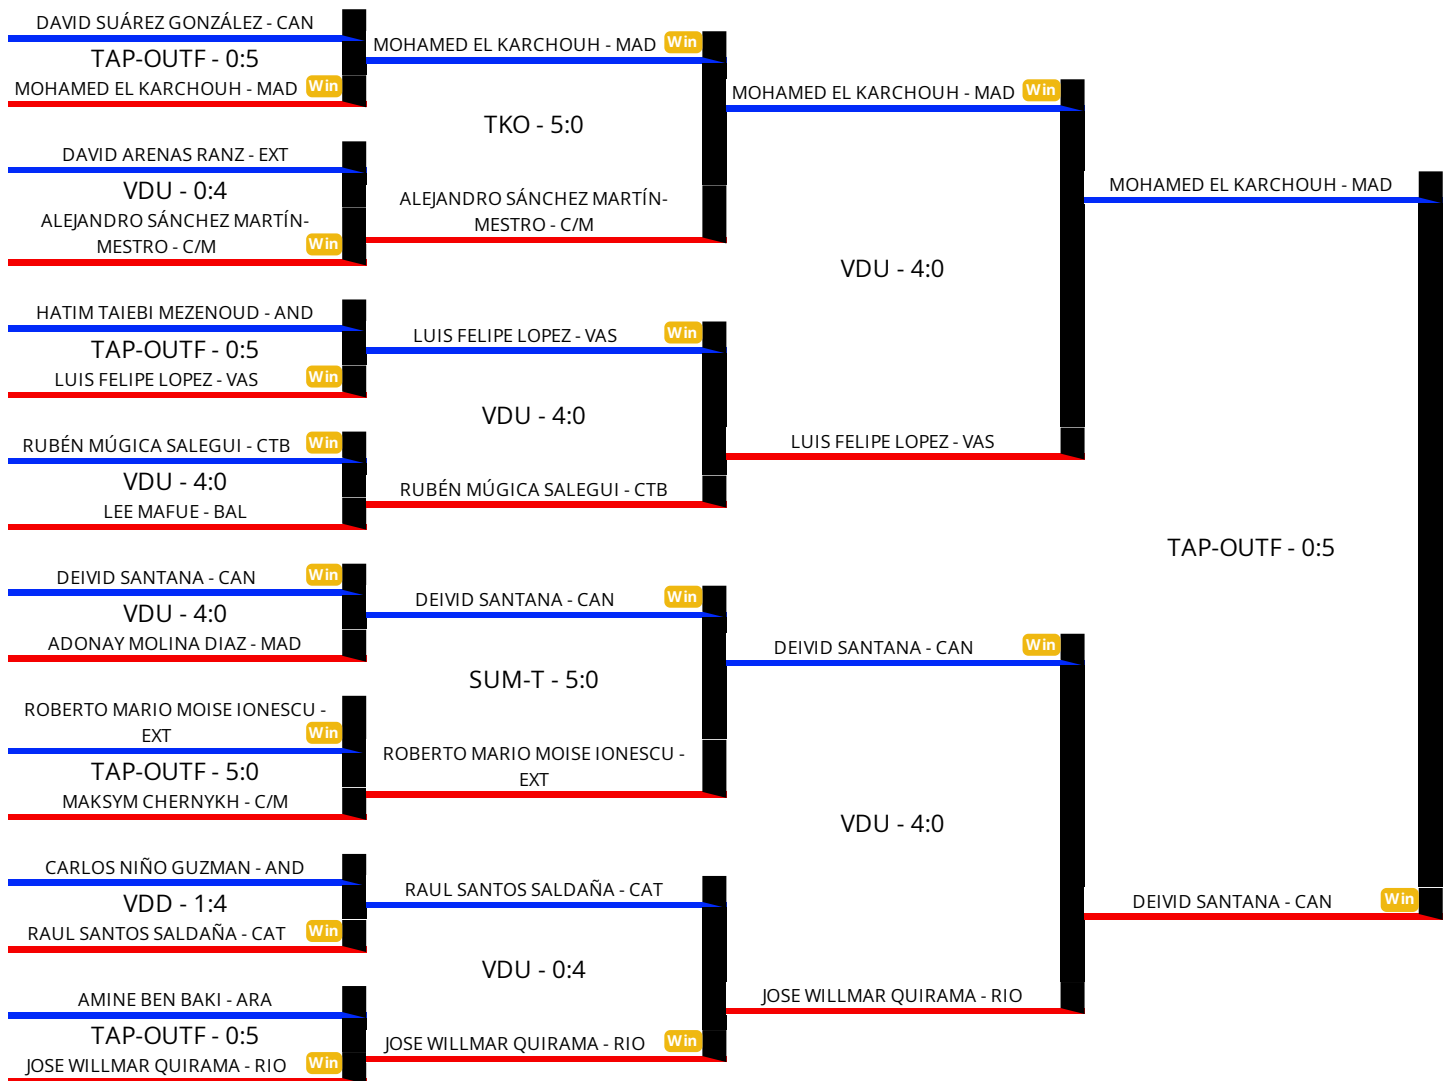 DAVID SUÁREZ GONZÁLEZ - CAN
TAP-OUTF - 0:5
MOHAMED EL KARCHOUH - MAD Win
DAVID ARENAS RANZ - EXT
VDU - 0:4
ALEJANDRO SÁNCHEZ MARTÍN-
MESTRO - C/M Win
HATIM TAIEBI MEZENOUD - AND
TAP-OUTF - 0:5
LUIS FELIPE LOPEZ - VAS Win
RUBÉN MÚGICA SALEGUI - CTB Win
VDU - 4:0
LEE MAFUE - BAL
DEIVID SANTANA - CAN Win
VDU - 4:0
ADONAY MOLINA DIAZ - MAD
ROBERTO MARIO MOISE IONESCU -
EXT Win
TAP-OUTF - 5:0
MAKSYM CHERNYKH - C/M
CARLOS NIÑO GUZMAN - AND
VDD - 1:4
RAUL SANTOS SALDAÑA - CAT Win
AMINE BEN BAKI - ARA
TAP-OUTF - 0:5
JOSE WILLMAR QUIRAMA - RIO Win
MOHAMED EL KARCHOUH - MAD Win
TKO - 5:0
ALEJANDRO SÁNCHEZ MARTÍN-
MESTRO - C/M
LUIS FELIPE LOPEZ - VAS Win
VDU - 4:0
RUBÉN MÚGICA SALEGUI - CTB
DEIVID SANTANA - CAN Win
SUM-T - 5:0
ROBERTO MARIO MOISE IONESCU -
EXT
RAUL SANTOS SALDAÑA - CAT
VDU - 0:4
JOSE WILLMAR QUIRAMA - RIO Win
MOHAMED EL KARCHOUH - MAD Win
VDU - 4:0
LUIS FELIPE LOPEZ - VAS
DEIVID SANTANA - CAN Win
VDU - 4:0
JOSE WILLMAR QUIRAMA - RIO
MOHAMED EL KARCHOUH - MAD
TAP-OUTF - 0:5
DEIVID SANTANA - CAN Win